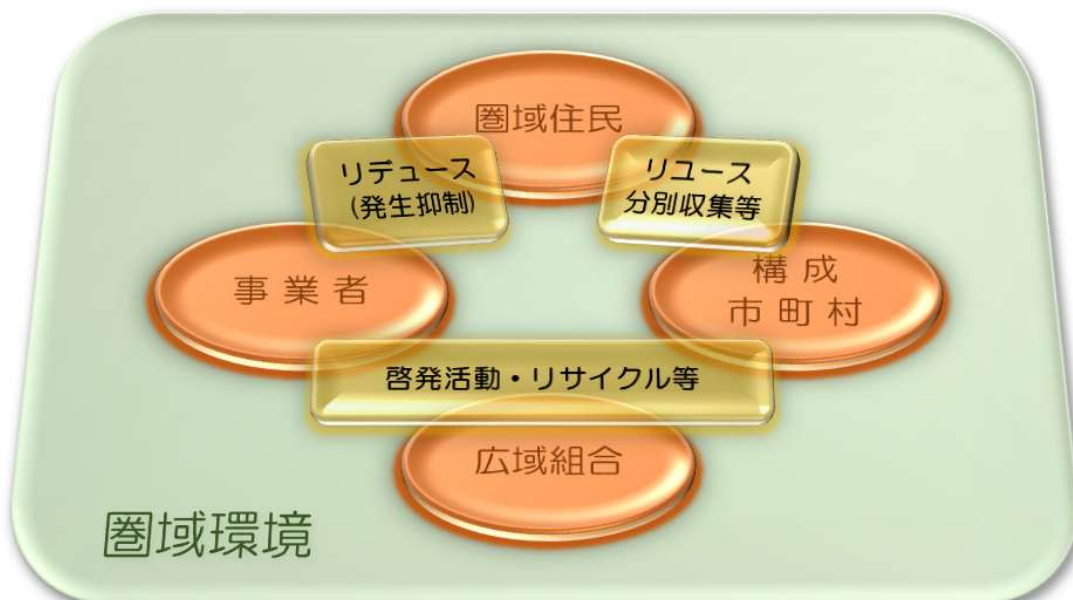 圏域住民
リデュース
(発生抑制)
リユース
分別収集等
事業者
構成
市町村
啓発活動・リサイクル等
広域組合
圏域環境